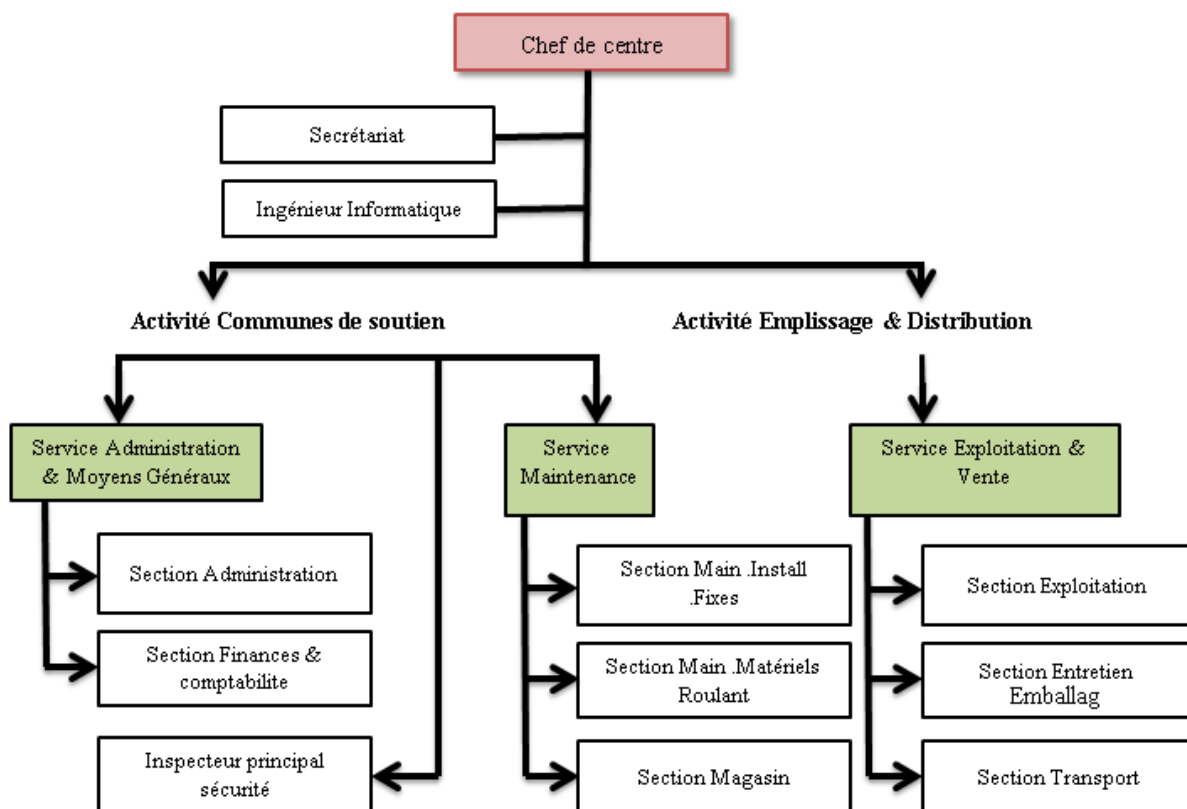 Chef de centre
Secrétariat
Ingénieur Informatique
Activité Communes de soutien
Activité Emplissage & Distribution
Service Administration
& Moyens Généraux
Service
Maintenance
Service Exploitation &
Vente
Section Administration
Section Finances &
comptabilite
Inspecteur principal
sécurité
Section Main .Install
.Fixes
Section Main .Matériels
Roulant
Section Magasin
Section Exploitation
Section Entretien
Emballag
Section Transport